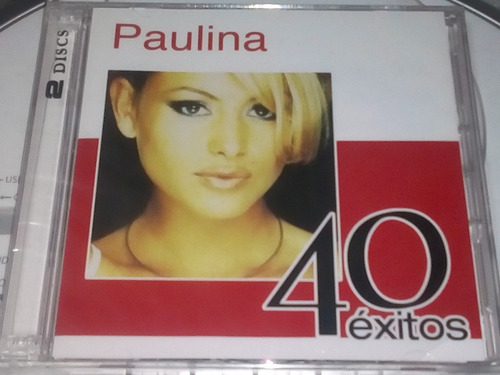 Paulina
2 DISCS
40
éxitos